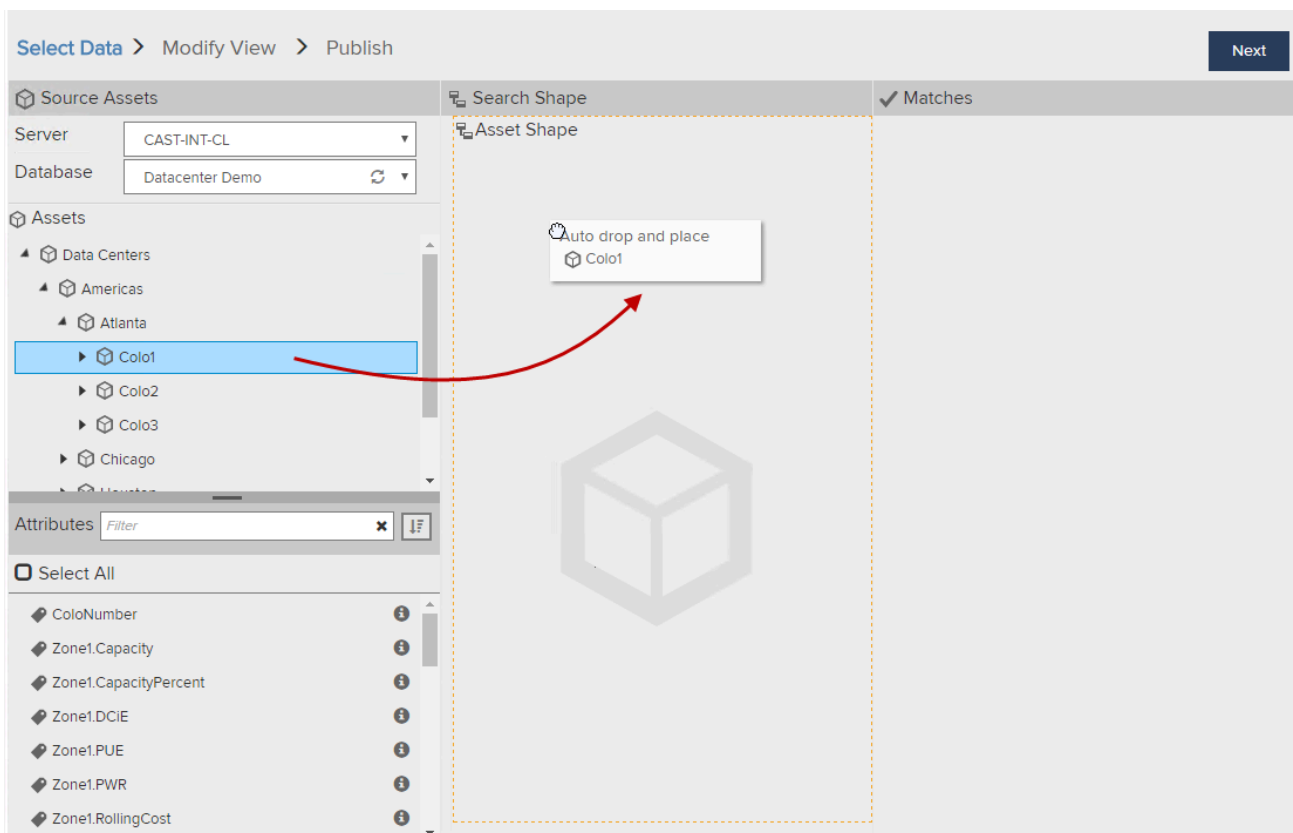 Select Data > Modify View > Publish
Next
Source Assets
Server
CAST-INT-CL
Database
Datacenter Demo
Assets
Data Centers
Americas
Atlanta
Colo1
Colo2
Colo3
Chicago
Attributes
Filter
Select All
ColoNumber
Zone1.Capacity
Zone1.CapacityPercent
Zone1.DCiE
Zone1.PUE
Zone1.PWR
Zone1.RollingCost
Search Shape
Asset Shape
Auto drop and place
Colo1
Matches